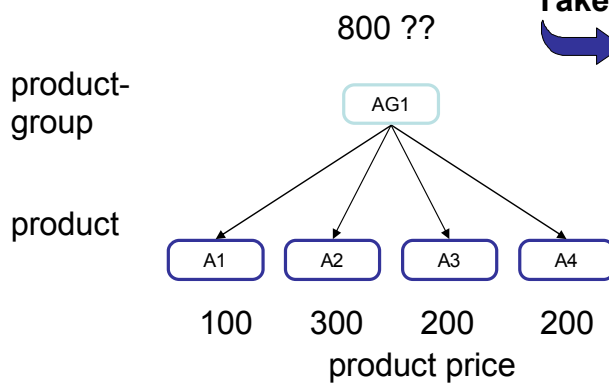 800 ??
product-
group
AG1
product
A1 A2 A3 A4
100 300 200 200
product price